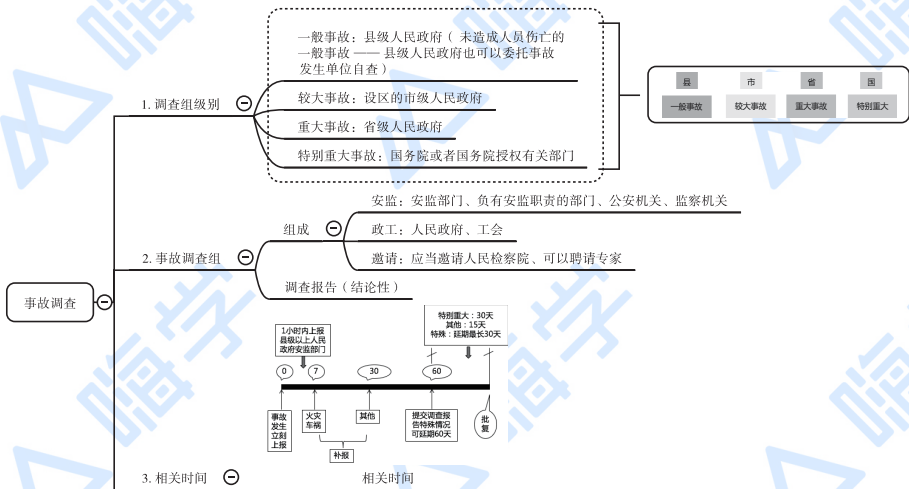 一般事故：县级人民政府（ 未造成人员伤亡的
一般事故 —— 县级人民政府也可以委托事故
发生单位自查）
1. 调查组级别
较大事故：设区的市级人民政府
重大事故：省级人民政府
特别重大事故：国务院或者国务院授权有关部门
县 市 省 国
一般事故 较大事故 重大事故 特别重大
安监：安监部门、负有安监职责的部门、公安机关、监察机关
组成
政工：人民政府、工会
2. 事故调查组
邀请：应当邀请人民检察院、可以聘请专家
调查报告（结论性）
事故调查
特别重大：30天
其他：15天
特殊：延期最长30天
1小时内上报
县级以上人民
政府安监部门
0 7 30 60
事故
发生
立刻
上报
火灾
车祸
其他
补报
提交调查报
告特殊情况
可延期60天
批
复
3. 相关时间
相关时间
嗨学
嗨学
嗨学